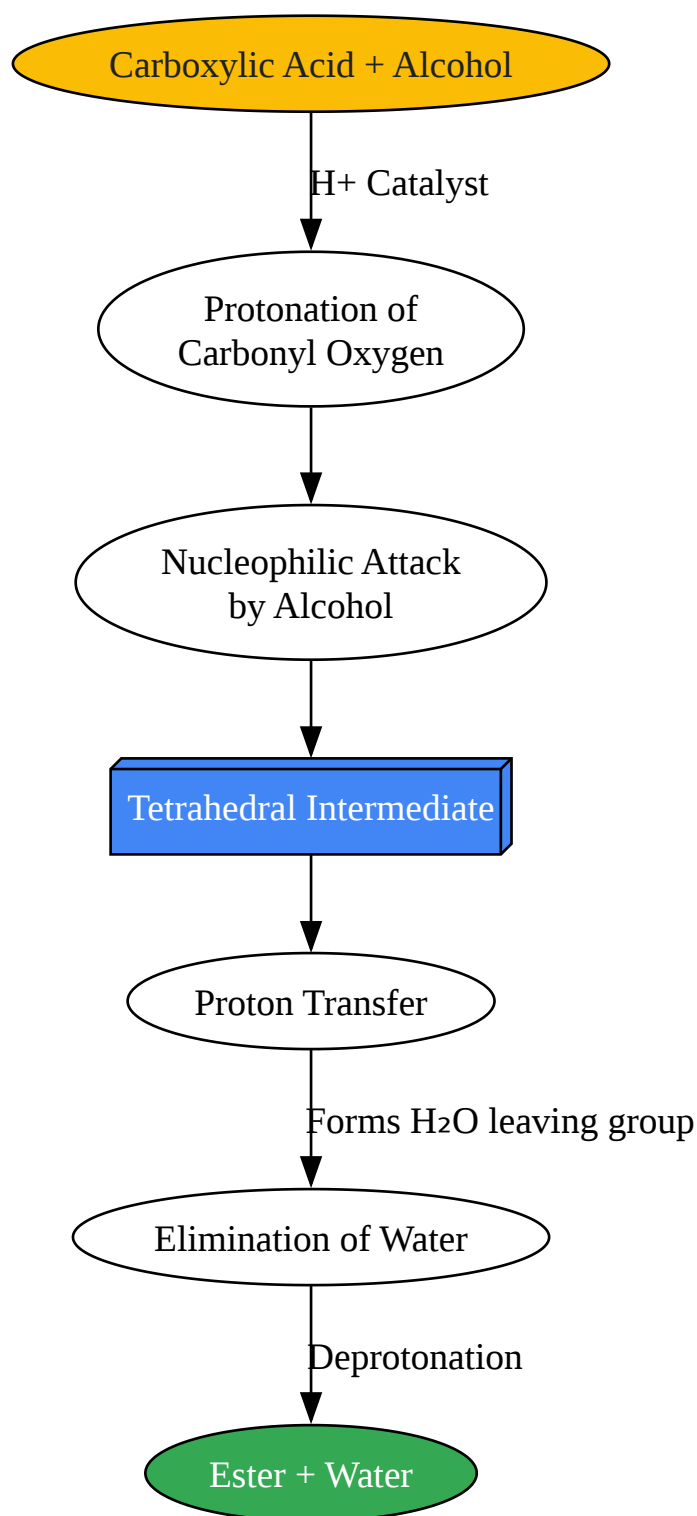 Carboxylic Acid + Alcohol
H+ Catalyst
Protonation of
Carbonyl Oxygen
Nucleophilic Attack
by Alcohol
Tetrahedral Intermediate
Proton Transfer
Forms H₂O leaving group
Elimination of Water
Deprotonation
Ester + Water